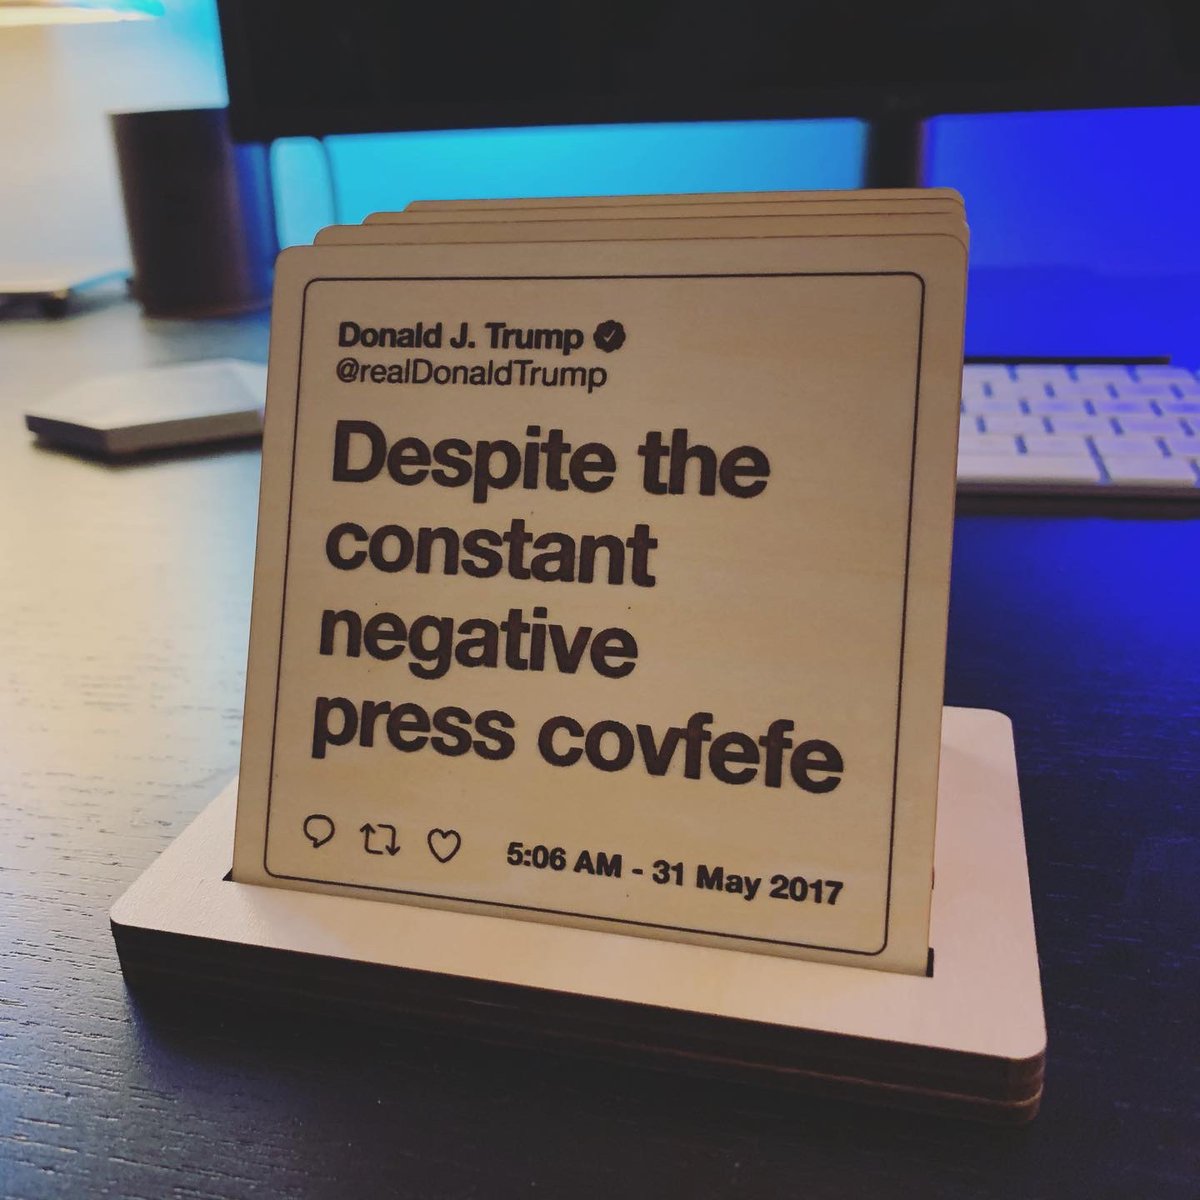 Donald J. Trump
@realDonaldTrump
Despite the
constant
negative
press covfefe
5:06 AM - 31 May 2017